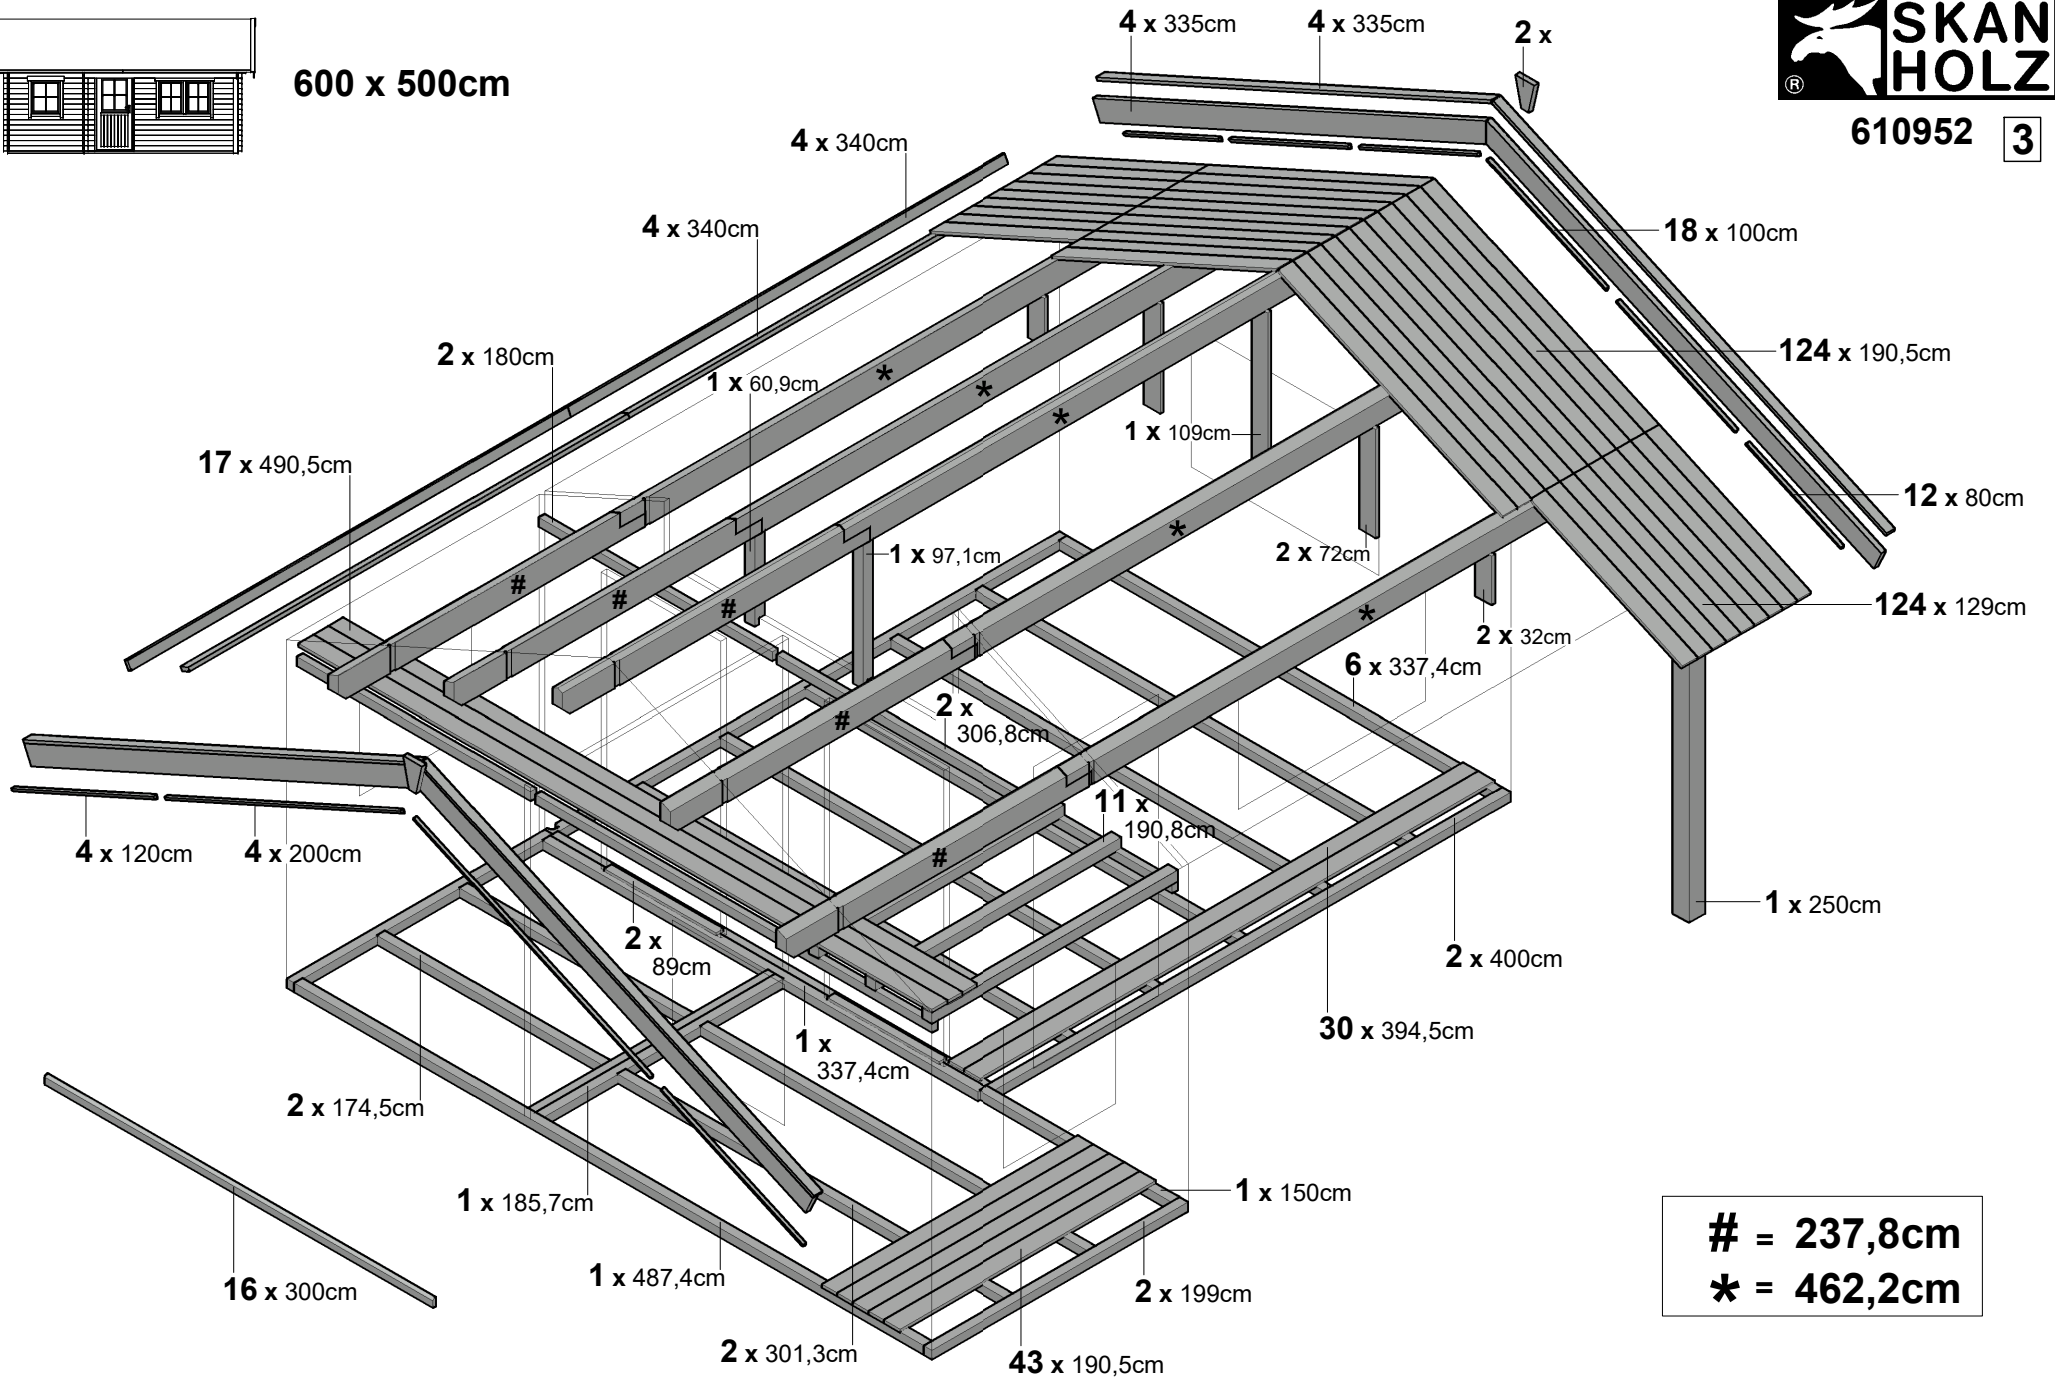 600 x 500cm
4 x 335cm
4 x 335cm
2 x
SKAN
HOLZ
®
610952 3
4 x 340cm
4 x 340cm
18 x 100cm
2 x 180cm
1 x 60,9cm
*
*
*
124 x 190,5cm
1 x 109cm
17 x 490,5cm
12 x 80cm
*
1 x 97,1cm
2 x 72cm
#
#
#
*
124 x 129cm
2 x 32cm
6 x 337,4cm
2 x
306,8cm
#
11 x
190,8cm
4 x 120cm
4 x 200cm
#
1 x 250cm
2 x
89cm
2 x 400cm
30 x 394,5cm
1 x
337,4cm
2 x 174,5cm
1 x 185,7cm
1 x 150cm
16 x 300cm
1 x 487,4cm
2 x 199cm
2 x 301,3cm
43 x 190,5cm
# = 237,8cm
* = 462,2cm